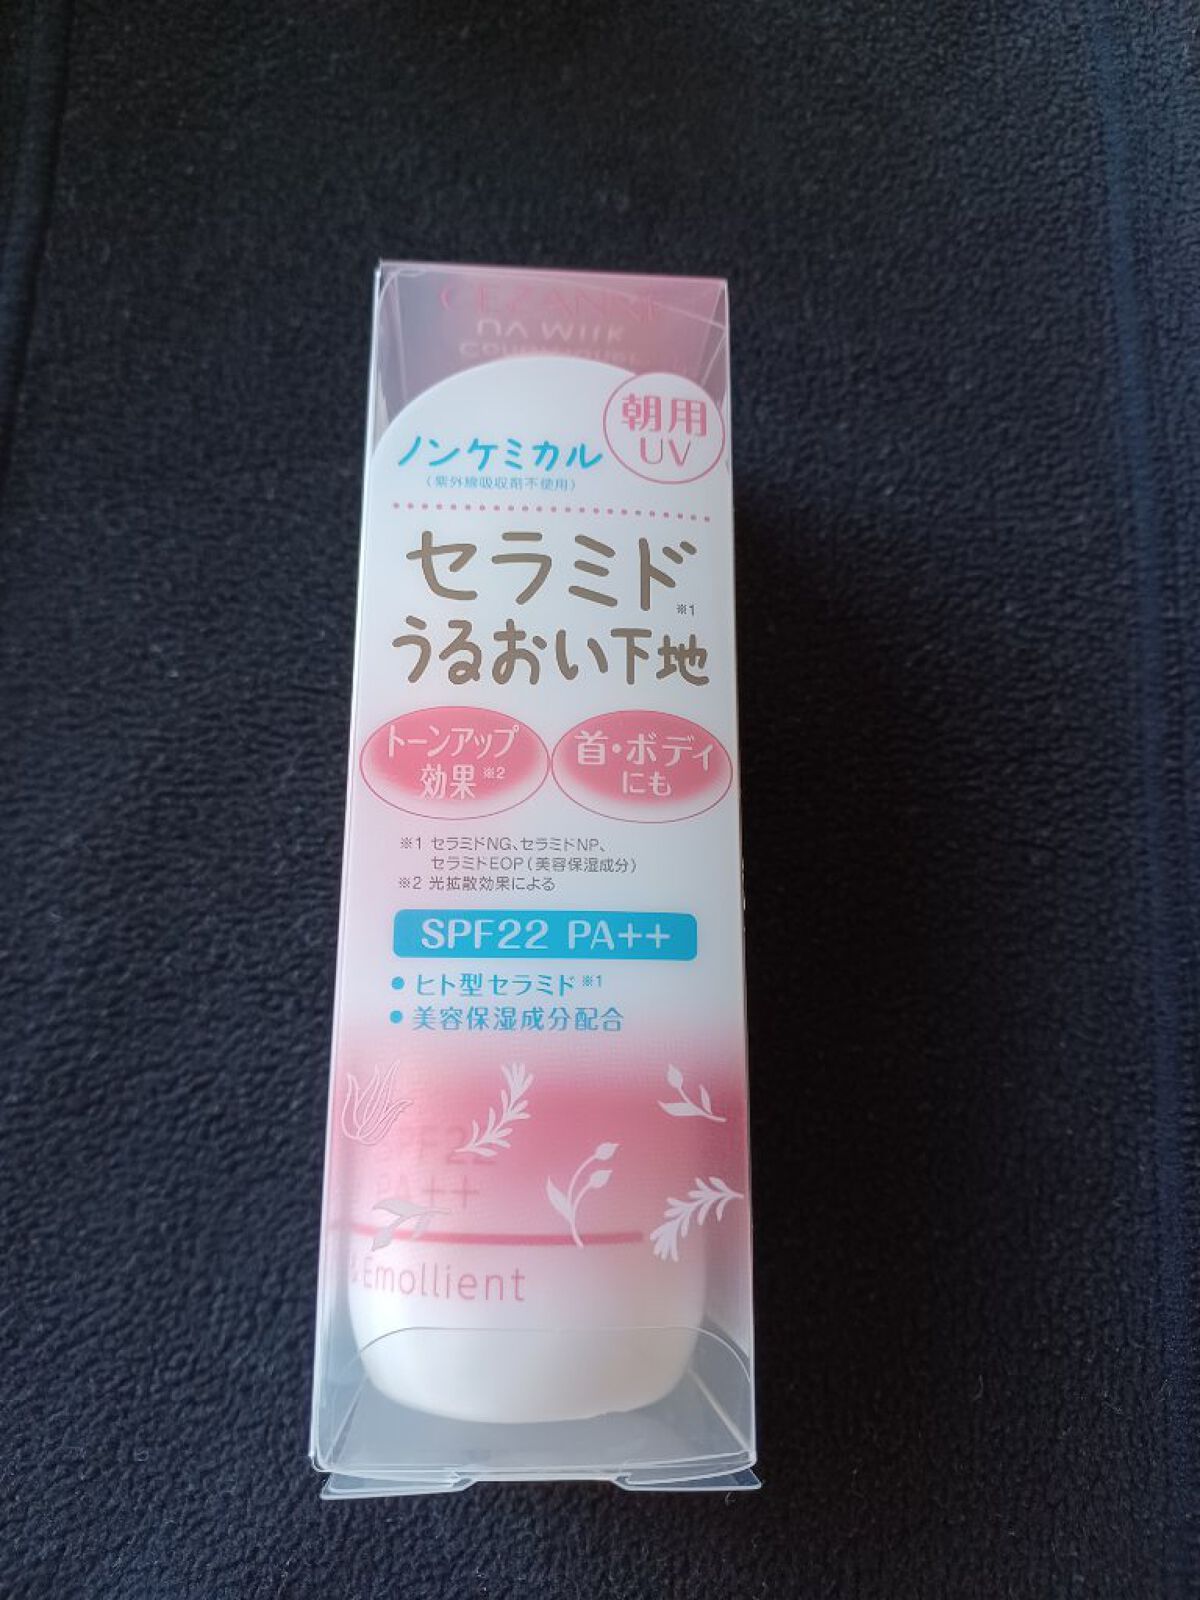 CEZANNE
UV Milk
朝用
UV
ノンケミカル
(紫外線吸収剤不使用)
セラミド※1
うるおい下地
トーンアップ
効果※2
首・ボディ
にも
※1 セラミドNG、セラミドNP、
セラミドEOP(美容保湿成分)
※2 光拡散効果による
SPF22 PA++
• ヒト型セラミド※1
• 美容保湿成分配合
SPF22
PA++
& Emollient